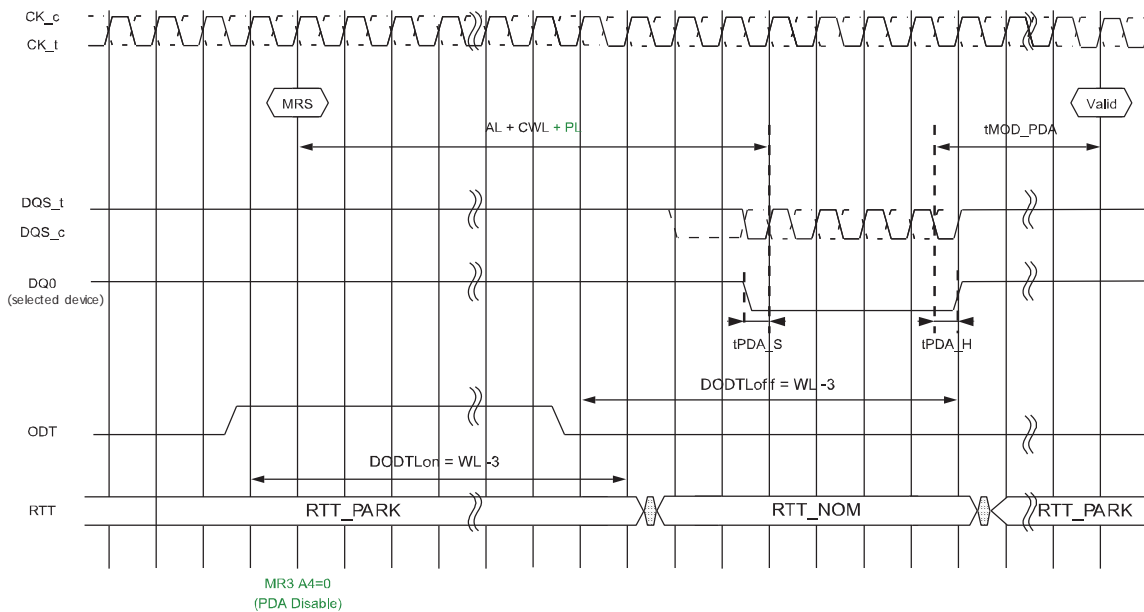 CK_c
CK_t
MRS
Valid
AL + CWL + PL
tMOD_PDA
DQS_t
DQS_c
DQ0
(selected device)
tPDA_S
tPDA_H
DODTLoff = WL -3
ODT
DODTLon = WL -3
RTT
RTT_PARK
RTT_NOM
RTT_PARK
MR3 A4=0
(PDA Disable)